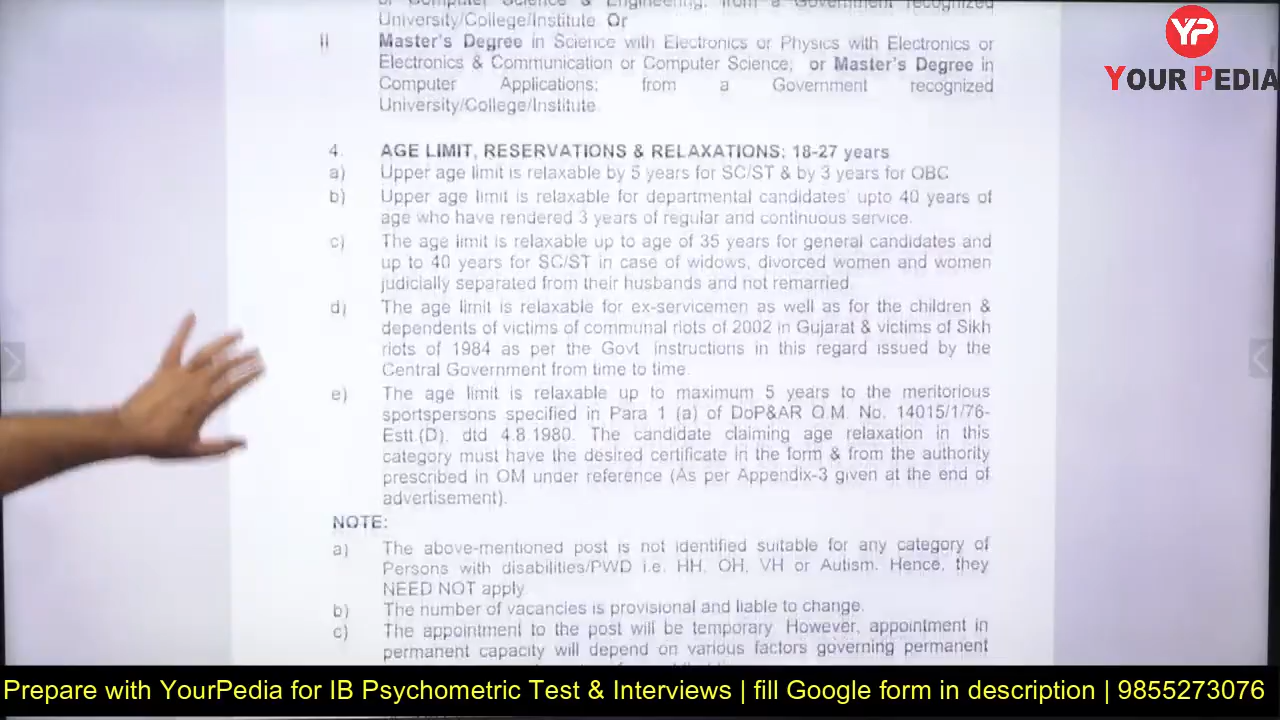 of Computer Science & Engineering; from a Government recognized
University/College/Institute. Or
ii Master's Degree in Science with Electronics or Physics with Electronics or
Electronics & Communication or Computer Science; or Master's Degree in
Computer Applications; from a Government recognized
University/College/Institute.
YP
YOUR PEDIA
4. AGE LIMIT, RESERVATIONS & RELAXATIONS: 18-27 years
a) Upper age limit is relaxable by 5 years for SC/ST & by 3 years for OBC
b) Upper age limit is relaxable for departmental candidates' upto 40 years of
age who have rendered 3 years of regular and continuous service.
c) The age limit is relaxable up to age of 35 years for general candidates and
up to 40 years for SC/ST in case of widows, divorced women and women
judicially separated from their husbands and not remarried.
d) The age limit is relaxable for ex-servicemen as well as for the children &
dependents of victims of communal riots of 2002 in Gujarat & victims of Sikh
riots of 1984 as per the Govt. instructions in this regard issued by the
Central Government from time to time.
e) The age limit is relaxable up to maximum 5 years to the meritorious
sportspersons specified in Para 1 (a) of DoP&AR O.M. No. 14015/1/76-
Estt.(D). dtd 4.8.1980. The candidate claiming age relaxation in this
category must have the desired certificate in the form & from the authority
prescribed in OM under reference (As per Appendix-3 given at the end of
advertisement).
NOTE:
a) The above-mentioned post is not identified suitable for any category of
Persons with disabilities/PWD i.e. HH, OH, VH or Autism. Hence, they
NEED NOT apply
b) The number of vacancies is provisional and liable to change.
c) The appointment to the post will be temporary. However, appointment in
permanent capacity will depend on various factors governing permanent
Prepare with YourPedia for IB Psychometric Test & Interviews | fill Google form in description | 9855273076